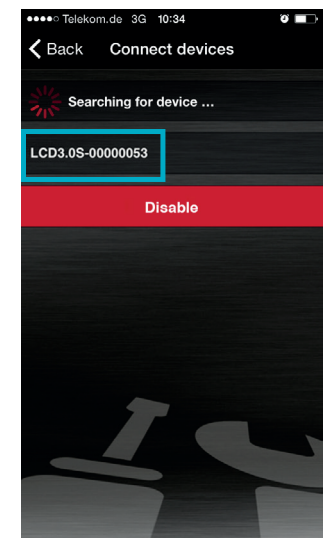 Telekom.de 3G 10:34
Back Connect devices
Searching for device ...
LCD3.0S-00000053
Disable